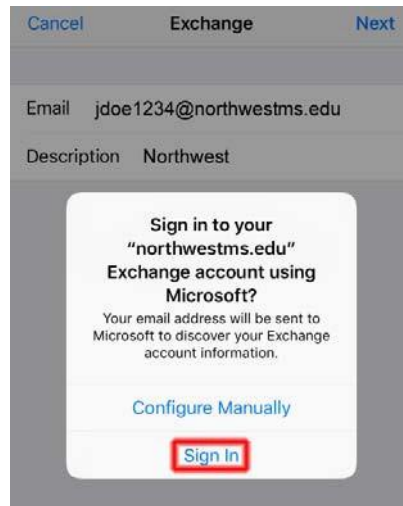 Cancel Exchange Next
Email jdoe1234@northwestms.edu
Description Northwest
Sign in to your
"northwestms.edu"
Exchange account using
Microsoft?
Your email address will be sent to
Microsoft to discover your Exchange
account information.
Configure Manually
Sign In